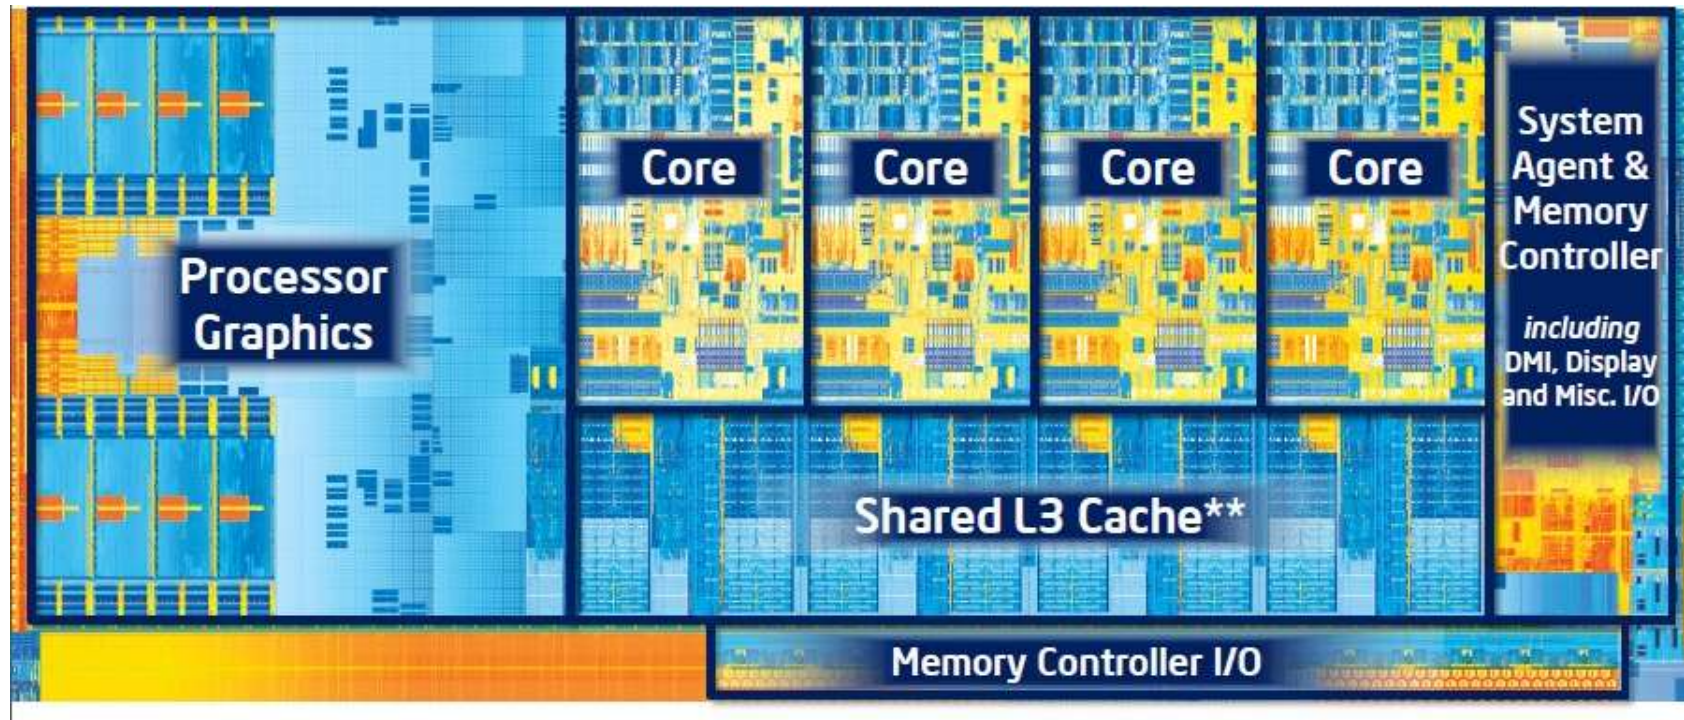 Processor
Graphics
Core
Core
Core
Core
System
Agent &
Memory
Controller
including
DMI, Display
and Misc. I/O
Shared L3 Cache**
Memory Controller I/O